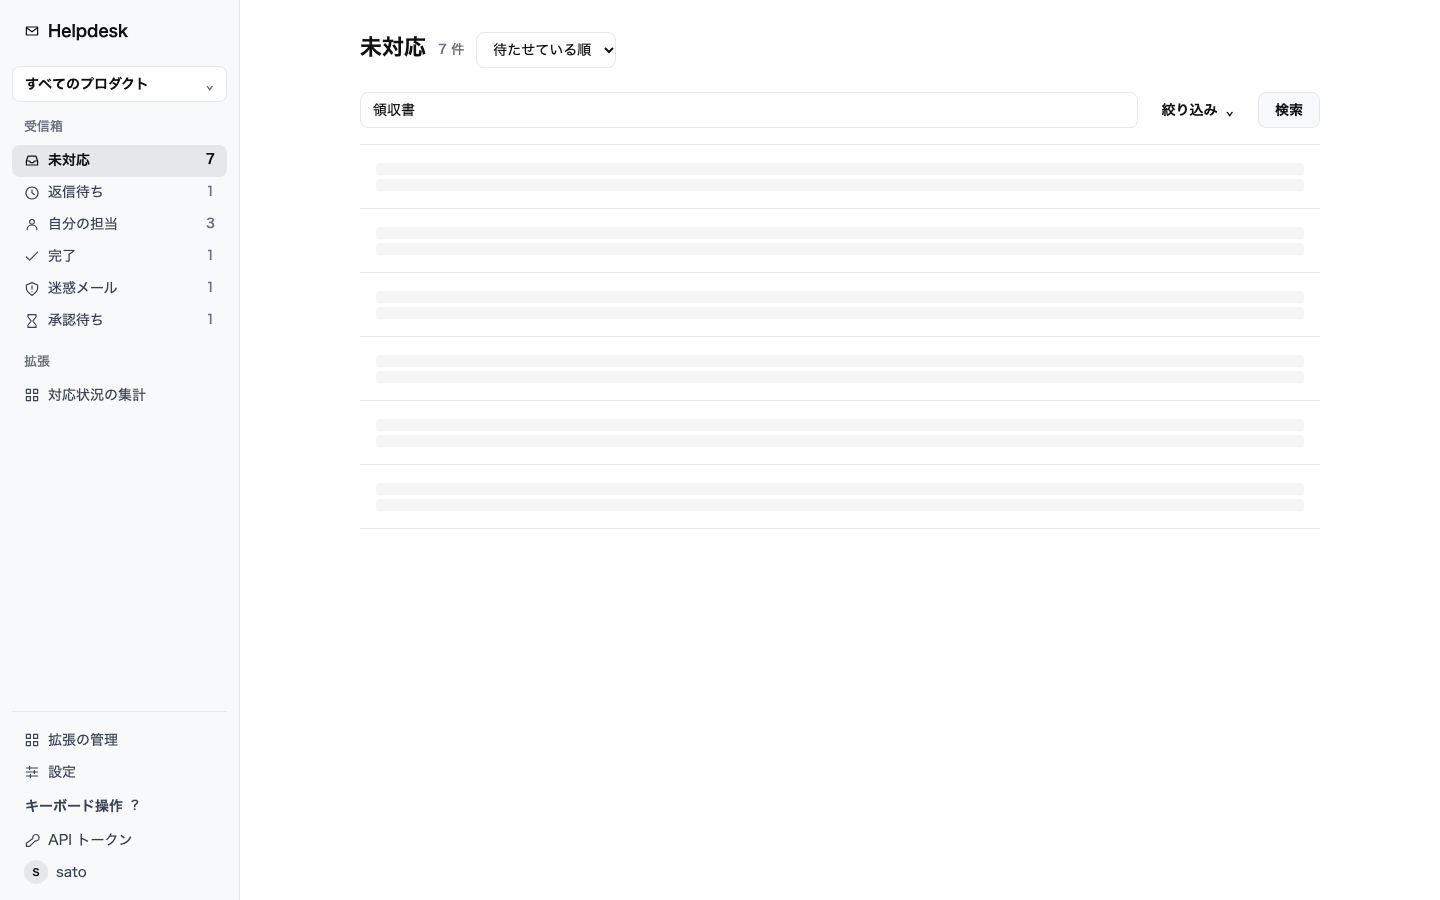 Helpdesk
すべてのプロダクト
受信箱
未対応 7
返信待ち 1
自分の担当 3
完了 1
迷惑メール 1
承認待ち 1
拡張
対応状況の集計
拡張の管理
設定
キーボード操作 ?
API トークン
S sato
未対応 7 件 待たせている順
領収書 絞り込み 検索